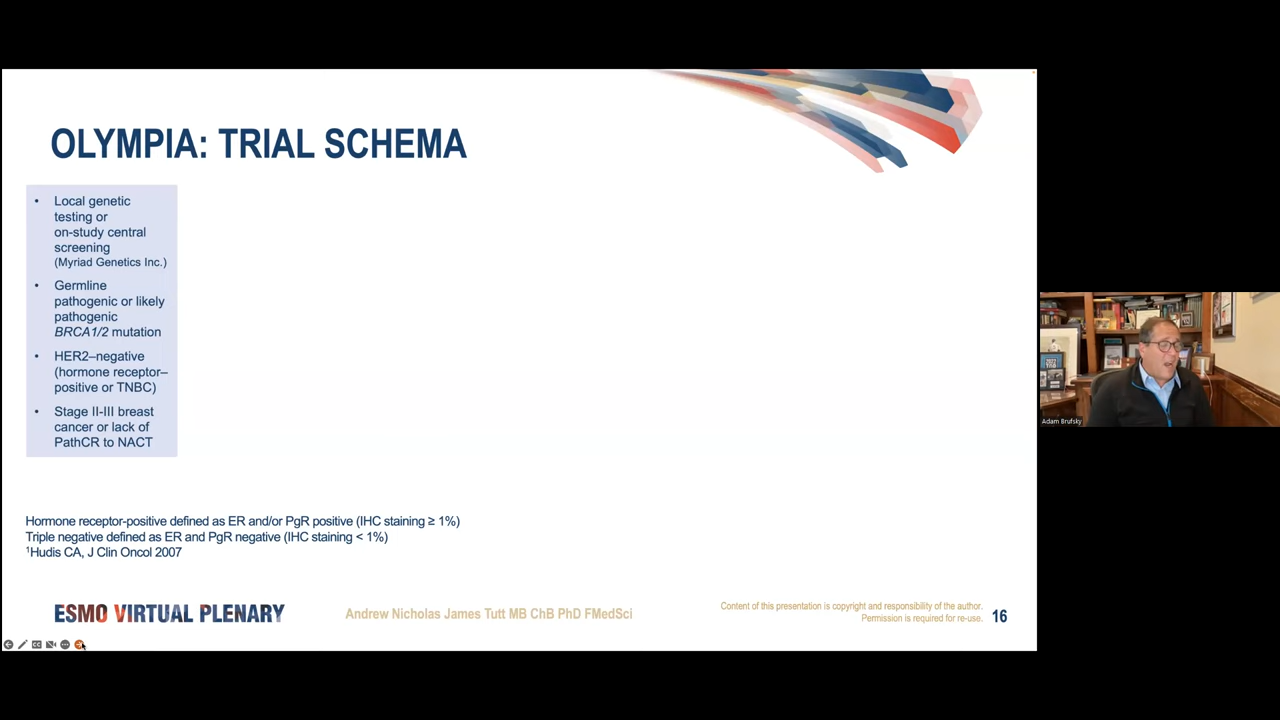 OLYMPIA: TRIAL SCHEMA
• Local genetic
testing or
on-study central
screening
(Myriad Genetics Inc.)
• Germline
pathogenic or likely
pathogenic
BRCA1/2 mutation
• HER2–negative
(hormone receptor–
positive or TNBC)
• Stage II-III breast
cancer or lack of
PathCR to NACT
Hormone receptor-positive defined as ER and/or PgR positive (IHC staining ≥ 1%)
Triple negative defined as ER and PgR negative (IHC staining < 1%)
¹Hudis CA, J Clin Oncol 2007
ESMO VIRTUAL PLENARY
Andrew Nicholas James Tutt MB ChB PhD FMedSci
Content of this presentation is copyright and responsibility of the author.
Permission is required for re-use.
16
Adam Brufsky